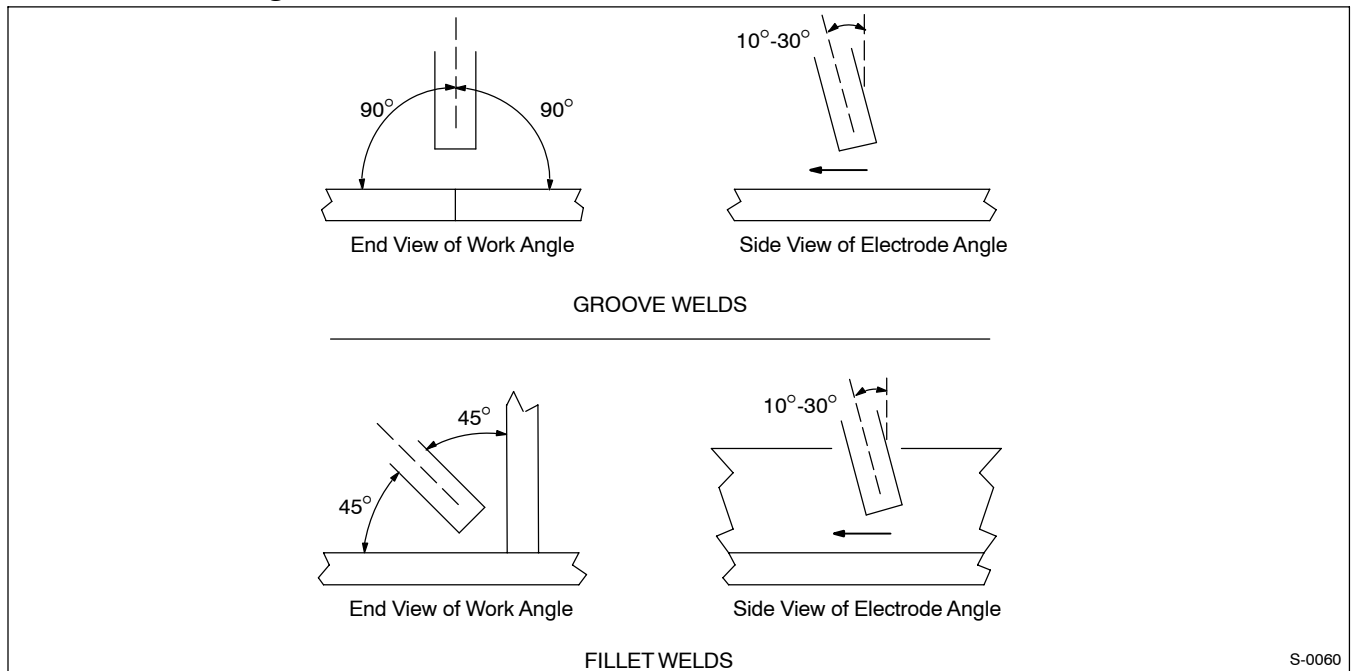 10°-30°
90° 90°
End View of Work Angle Side View of Electrode Angle
GROOVE WELDS
45° 10°-30°
45°
End View of Work Angle Side View of Electrode Angle
FILLET WELDS
S-0060